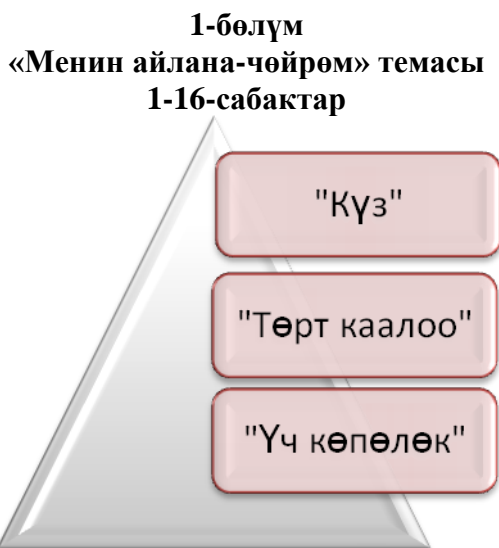 1-бөлүм
«Менин айлана-чөйрөм» темасы
1-16-сабактар
"Күз"
"Төрт каалоо"
"Үч көпөлөк"